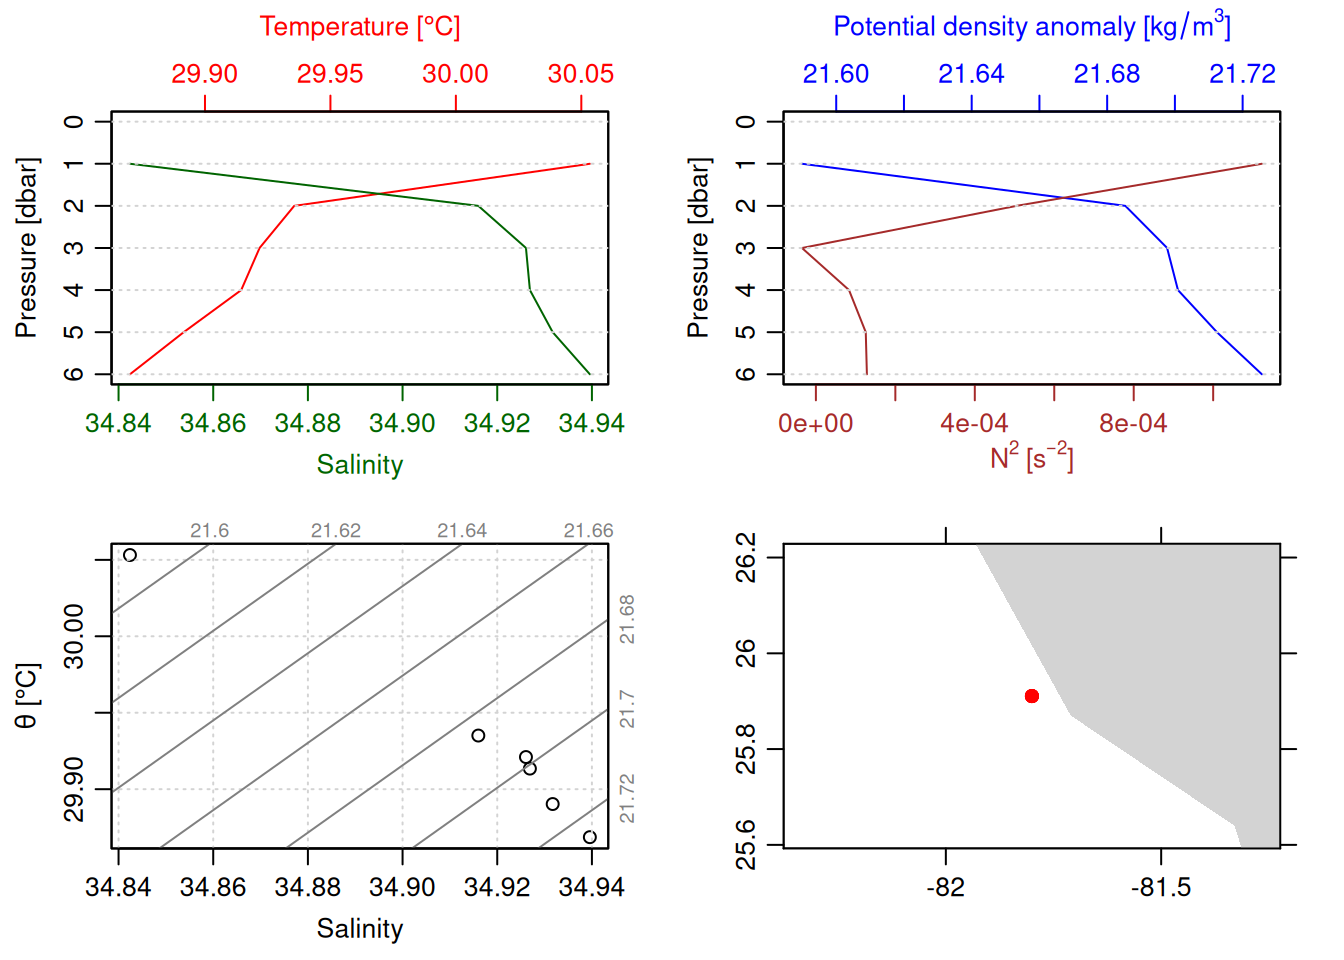 Temperature [°C]
29.90 29.95 30.00 30.05
Pressure [dbar]
0
1
2
3
4
5
6
34.84 34.86 34.88 34.90 34.92 34.94
Salinity
Potential density anomaly [kg/m³]
21.60 21.64 21.68 21.72
Pressure [dbar]
0
1
2
3
4
5
6
0e+00 4e-04 8e-04
N² [s⁻²]
21.6 21.62 21.64 21.66
21.68
21.7
21.72
θ [°C]
30.00
29.90
34.84 34.86 34.88 34.90 34.92 34.94
Salinity
26.2
26
25.8
25.6
-82 -81.5